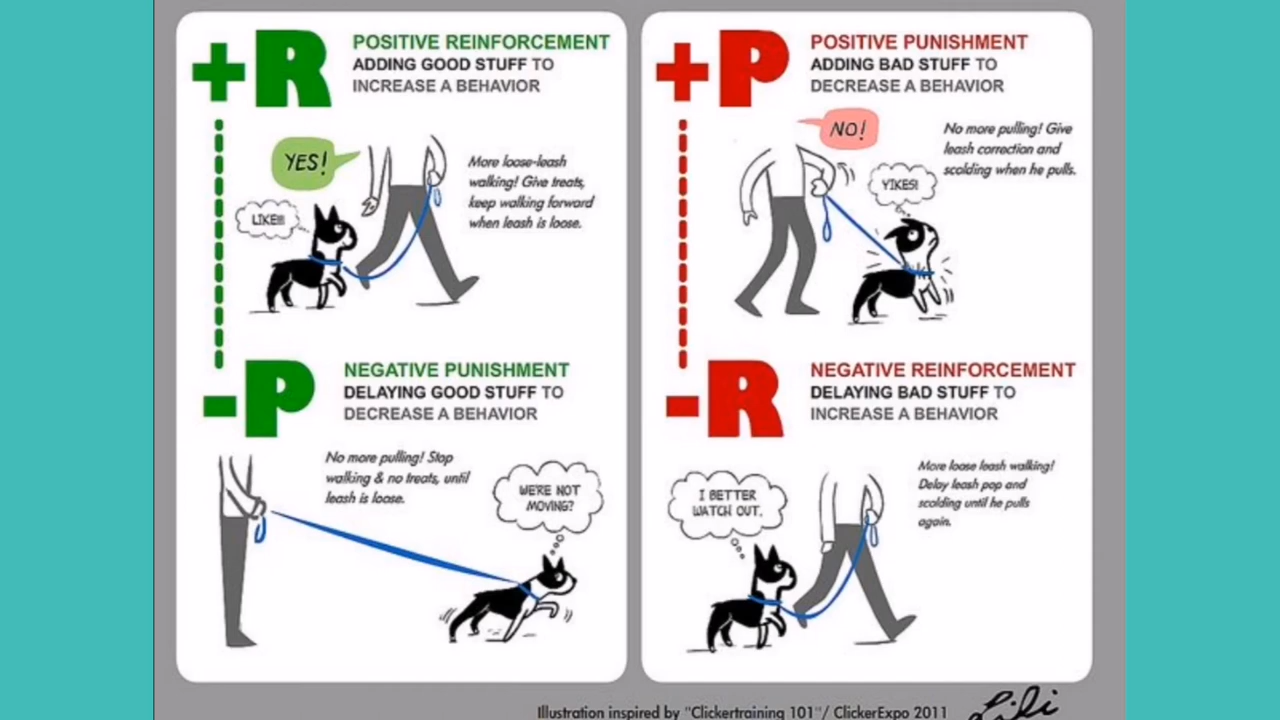 +R
POSITIVE REINFORCEMENT
ADDING GOOD STUFF TO
INCREASE A BEHAVIOR
YES!
LIKE!!!
More loose-leash
walking! Give treats,
keep walking forward
when leash is loose.
-P
NEGATIVE PUNISHMENT
DELAYING GOOD STUFF TO
DECREASE A BEHAVIOR
No more pulling! Stop
walking & no treats, until
leash is loose.
WE'RE NOT
MOVING?
+P
POSITIVE PUNISHMENT
ADDING BAD STUFF TO
DECREASE A BEHAVIOR
NO!
No more pulling! Give
leash correction and
scolding when he pulls.
YIKES!
-R
NEGATIVE REINFORCEMENT
DELAYING BAD STUFF TO
INCREASE A BEHAVIOR
I BETTER
WATCH OUT.
More loose leash walking!
Delay leash pop and
scolding until he pulls
again.
Illustration inspired by "Clickertraining 101"/ ClickerExpo 2011
Lili